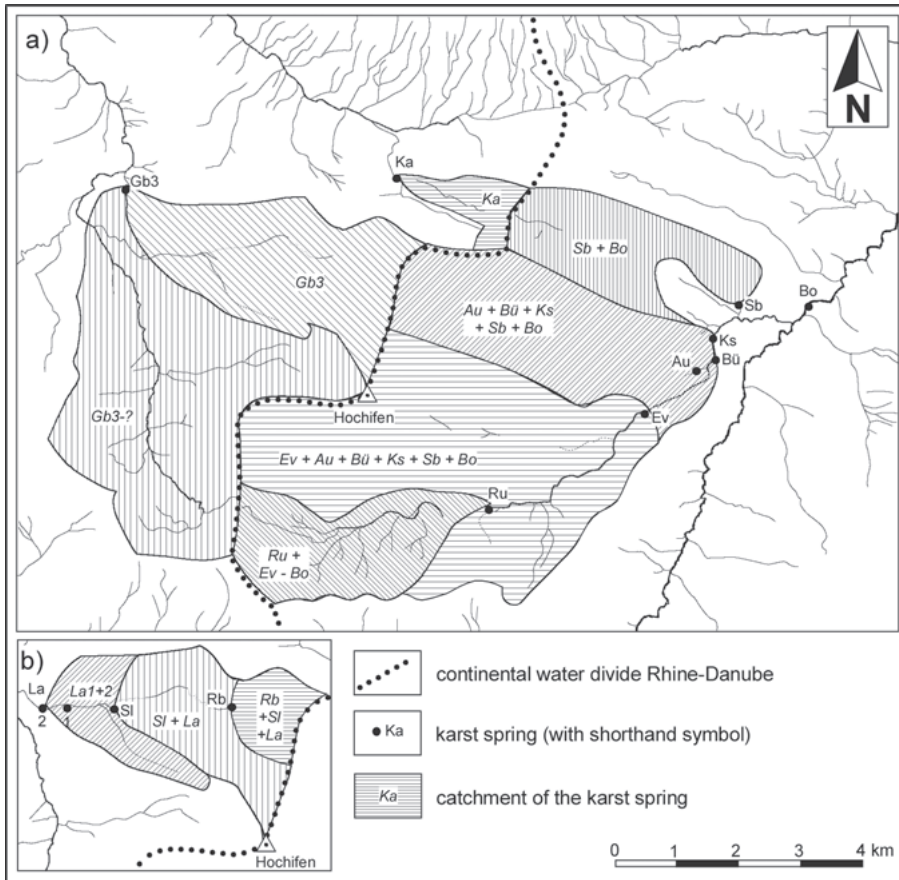 a)
N
Ka
Gb3
Ka
Sb + Bo
Gb3
Sb
Bo
Au + Bü + Ks
+ Sb + Bo
Ks
Bü
Au
Hochifen
Ev
Gb3-?
Ev + Au + Bü + Ks + Sb + Bo
Ru
Ru +
Ev - Bo
b)
La
La1+2
2
1
Sl
Sl + La
Rb
Rb
+Sl
+La
Hochifen
continental water divide Rhine-Danube
Ka
karst spring (with shorthand symbol)
Ka
catchment of the karst spring
0 1 2 3 4 km